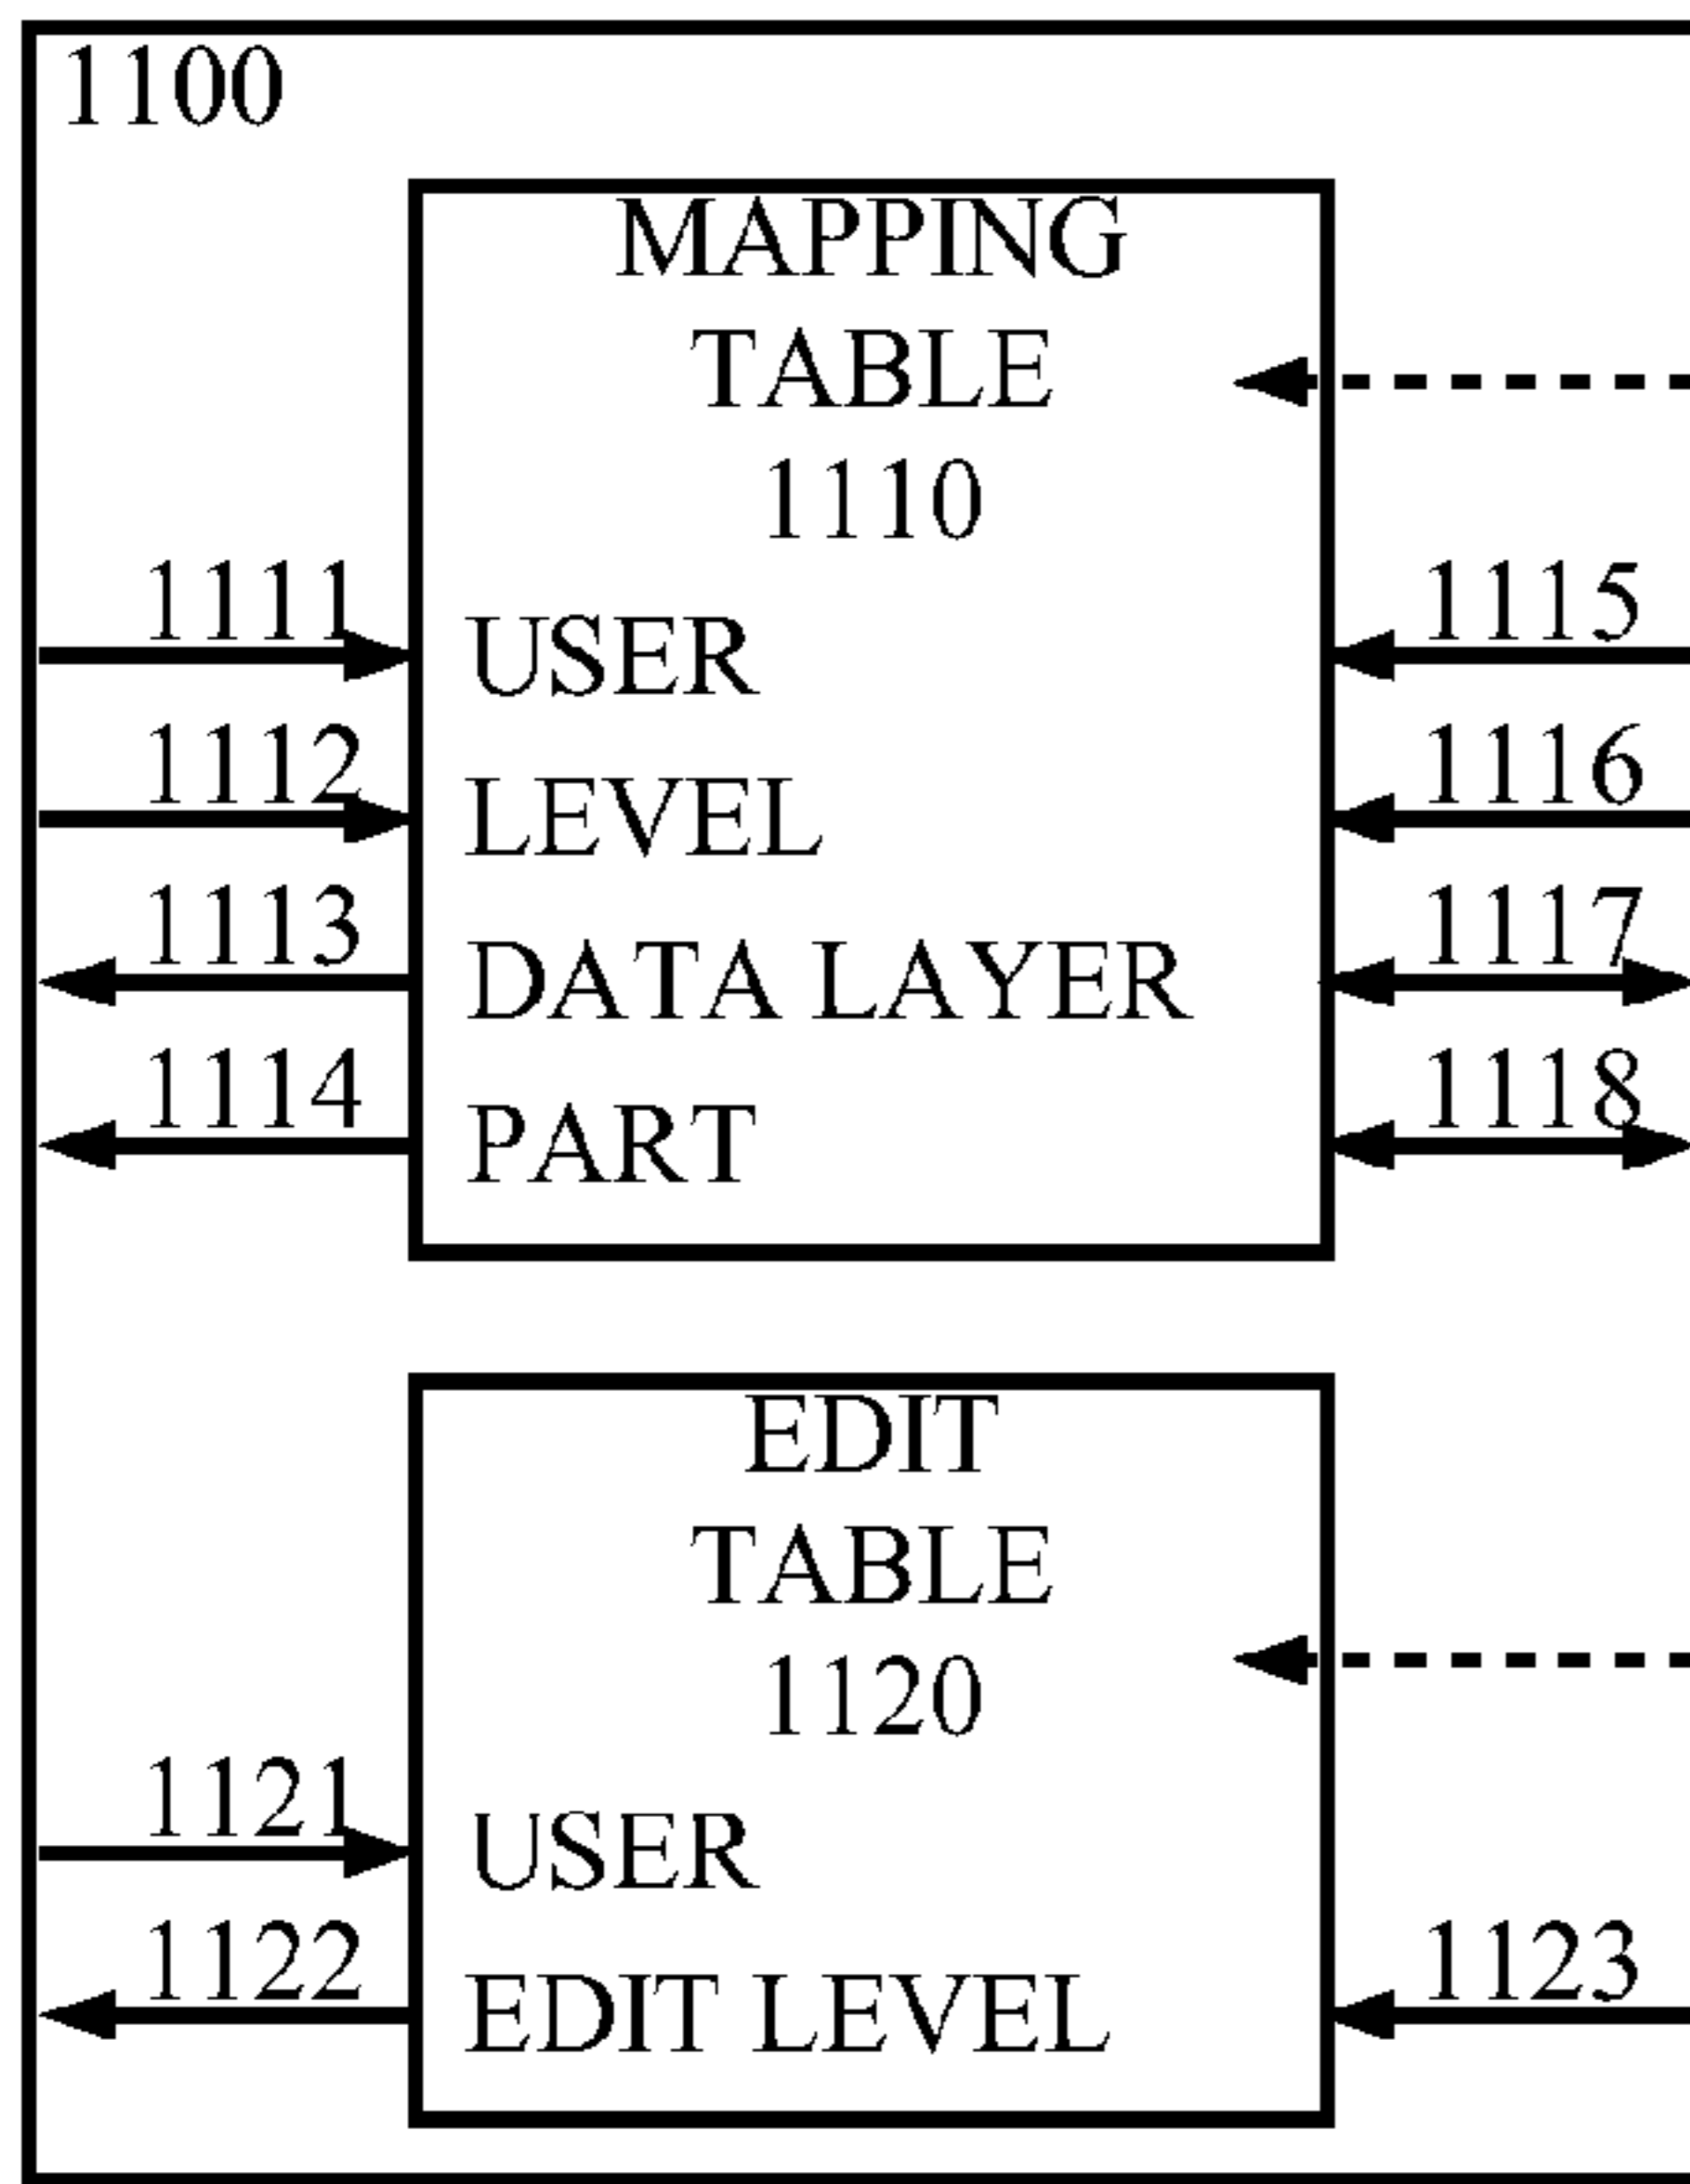 1100
MAPPING
TABLE
1110
1111
USER
1115
1112
LEVEL
1116
1113
DATA LAYER
1117
1114
PART
1118
EDIT
TABLE
1120
1121
USER
1122
EDIT LEVEL
1123